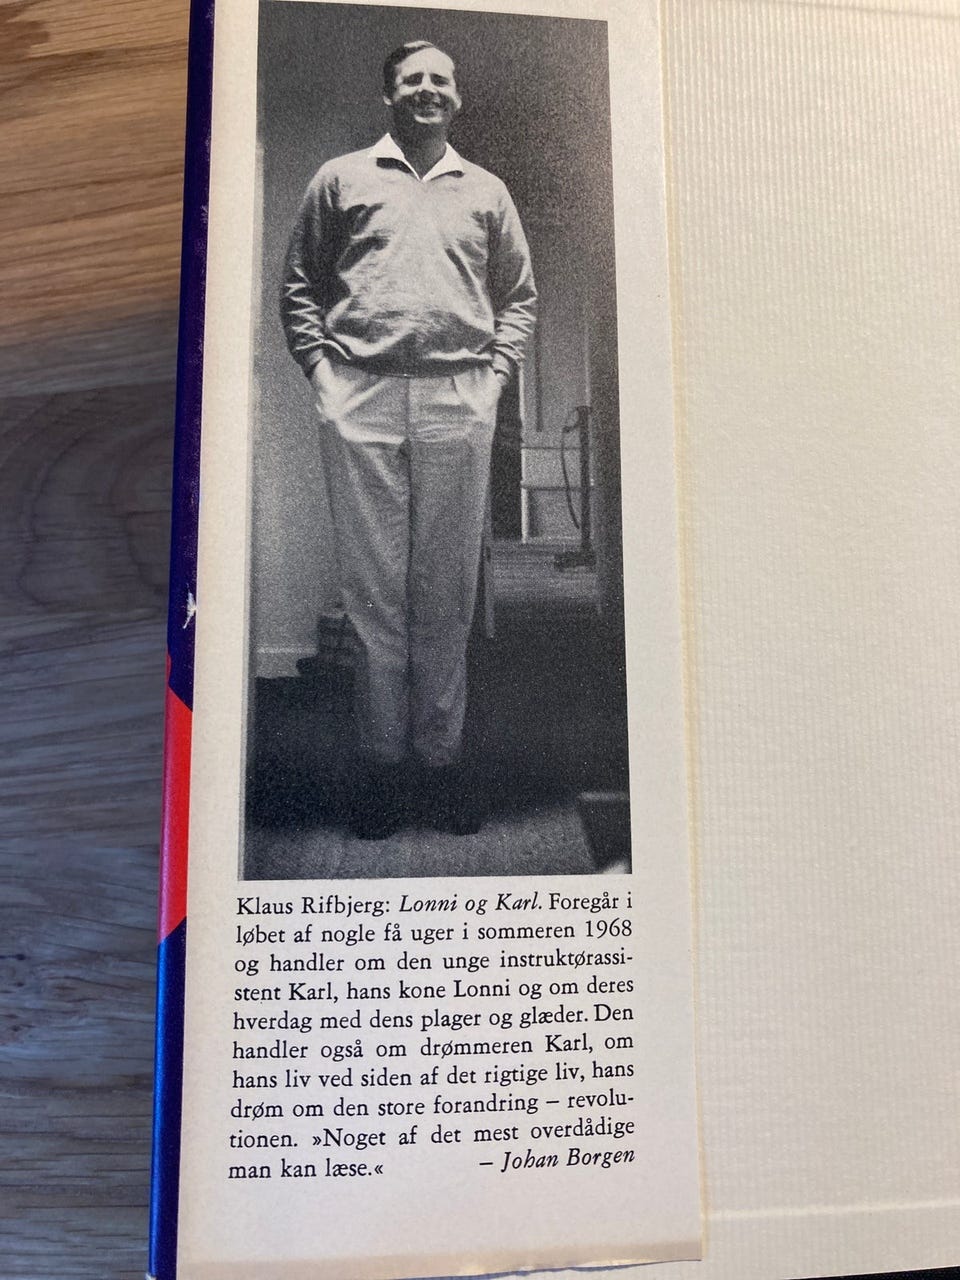 Klaus Rifbjerg: Lonni og Karl. Foregår i
løbet af nogle få uger i sommeren 1968
og handler om den unge instruktørassi-
stent Karl, hans kone Lonni og om deres
hverdag med dens plager og glæder. Den
handler også om drømmeren Karl, om
hans liv ved siden af det rigtige liv, hans
drøm om den store forandring – revolu-
tionen. »Noget af det mest overdådige
man kan læse.« – Johan Borgen